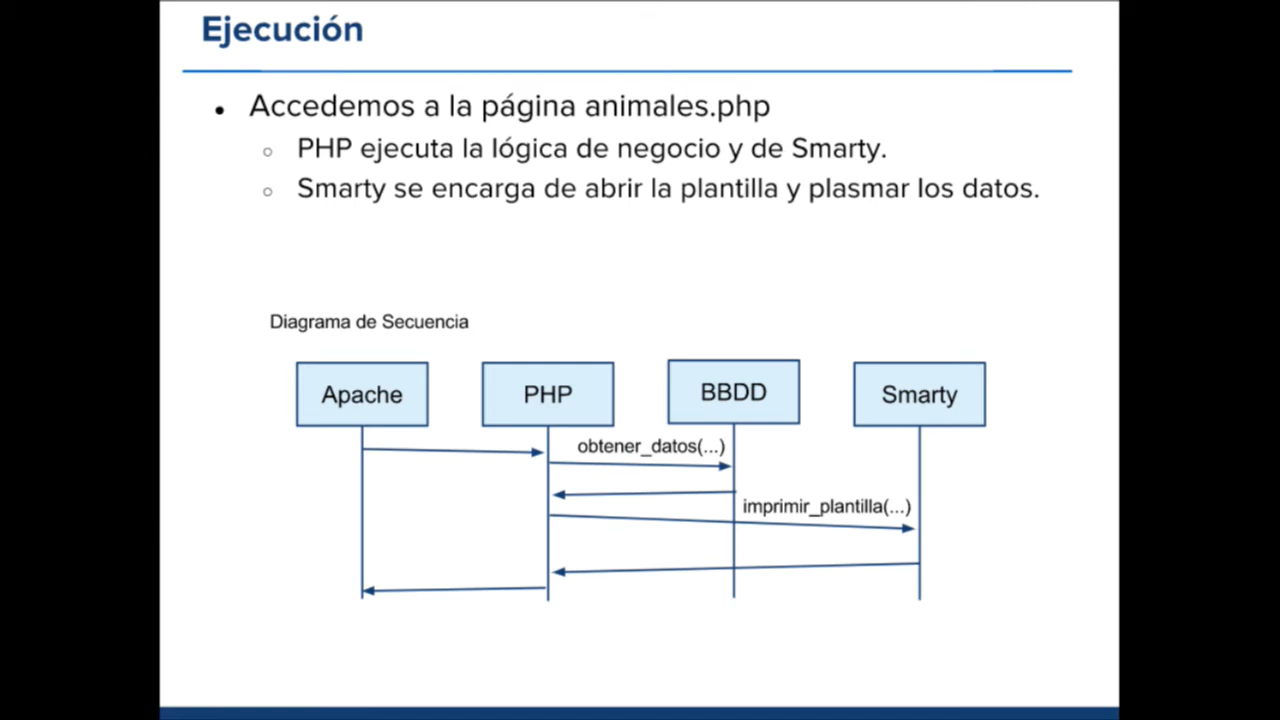 Ejecución
● Accedemos a la página animales.php
○ PHP ejecuta la lógica de negocio y de Smarty.
○ Smarty se encarga de abrir la plantilla y plasmar los datos.
Diagrama de Secuencia
Apache
PHP
BBDD
Smarty
obtener_datos(...)
imprimir_plantilla(...)